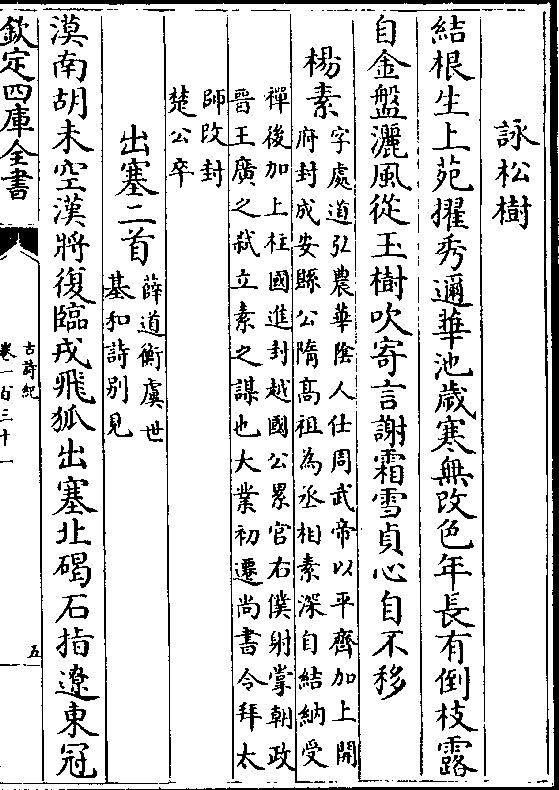 詠松樹
結根生上苑擢秀邇華池歲寒無改色年長有倒枝露
自金盤灑風從玉樹吹寄言謝霜雪貞心自不移
楊素
字處道弘農華陰人仕周武帝以平齊加上開
府封成安縣公隋髙祖為丞相素深自結納受
禪後加上柱國進封越國公累官右僕射掌朝政
晉王廣之弑立素之謀也大業初遷尚書令拜太
師改封
楚公卒
出塞二首
薛道衡虞世
基和詩別見
漠南胡未空漢將復臨戎飛狐出塞北碣石指遼東冠
欽定四庫全書
古詩紀
卷一百三十一
五